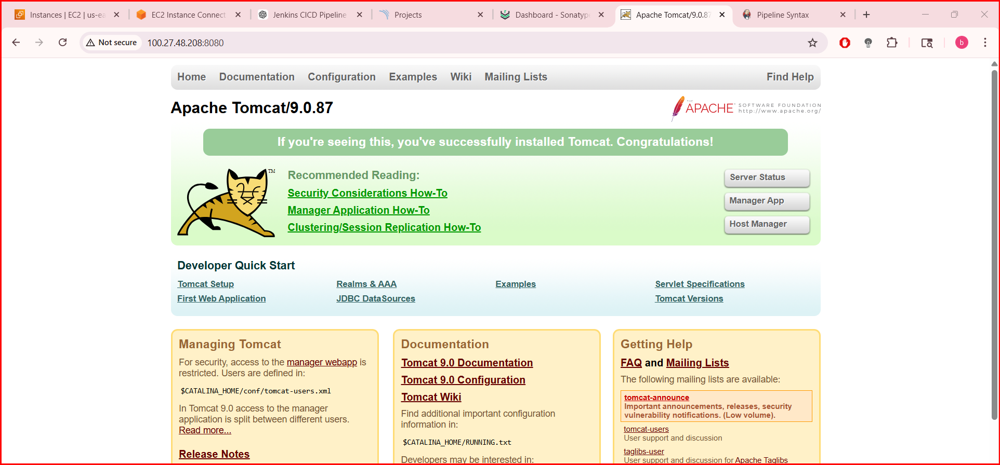 Instances | EC2 | us-ea
EC2 Instance Connect
Jenkins CICD Pipeline
Projects
Dashboard - Sonatype
Apache Tomcat/9.0.87
Pipeline Syntax
Not secure
100.27.48.208:8080
b
Home Documentation Configuration Examples Wiki Mailing Lists Find Help
Apache Tomcat/9.0.87
THE
APACHE
SOFTWARE FOUNDATION
http://www.apache.org/
If you're seeing this, you've successfully installed Tomcat. Congratulations!
TM
Recommended Reading:
Security Considerations How-To
Manager Application How-To
Clustering/Session Replication How-To
Server Status
Manager App
Host Manager
Developer Quick Start
Tomcat Setup
First Web Application
Realms & AAA
JDBC DataSources
Examples
Servlet Specifications
Tomcat Versions
Managing Tomcat
For security, access to the manager webapp is
restricted. Users are defined in:
$CATALINA_HOME/conf/tomcat-users.xml
In Tomcat 9.0 access to the manager
application is split between different users.
Read more...
Release Notes
Documentation
Tomcat 9.0 Documentation
Tomcat 9.0 Configuration
Tomcat Wiki
Find additional important configuration
information in:
$CATALINA_HOME/RUNNING.txt
Developers may be interested in:
Getting Help
FAQ and Mailing Lists
The following mailing lists are available:
tomcat-announce
Important announcements, releases, security
vulnerability notifications. (Low volume).
tomcat-users
User support and discussion
taglibs-user
User support and discussion for Apache Taglibs